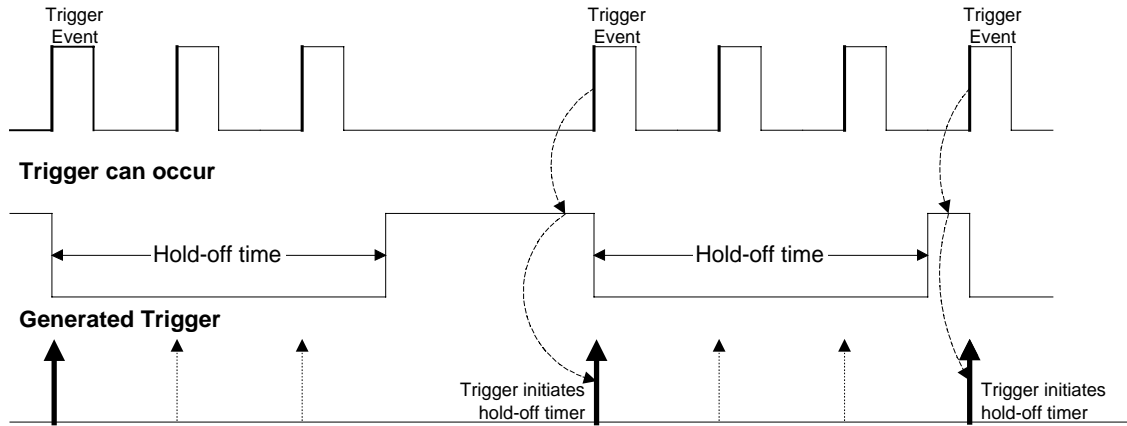 Trigger
Event
Trigger
Event
Trigger
Event
Trigger can occur
Hold-off time
Hold-off time
Generated Trigger
Trigger initiates
hold-off timer
Trigger initiates
hold-off timer